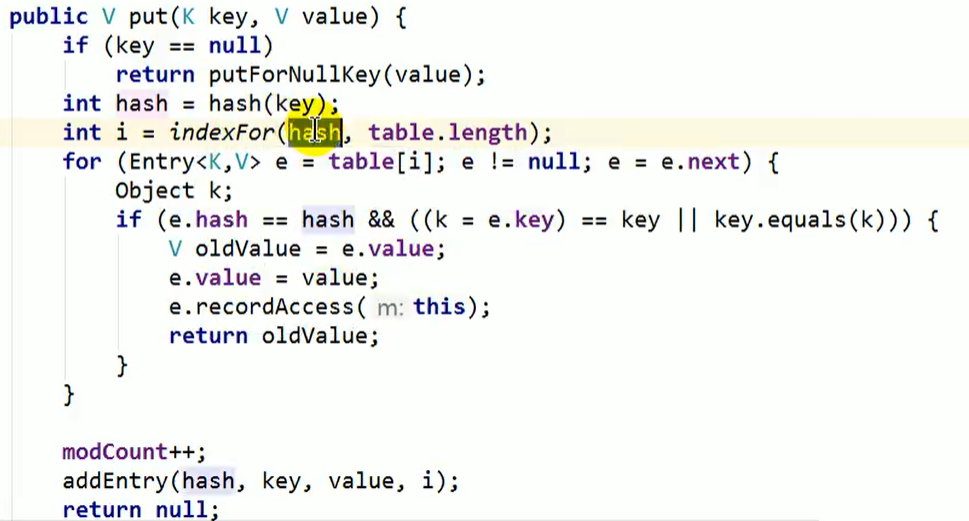 public V put(K key, V value) {
if (key == null)
return putForNullKey(value);
int hash = hash(key);
int i = indexFor(hash, table.length);
for (Entry<K,V> e = table[i]; e != null; e = e.next) {
Object k;
if (e.hash == hash && ((k = e.key) == key || key.equals(k))) {
V oldValue = e.value;
e.value = value;
e.recordAccess( m: this);
return oldValue;
}
}
modCount++;
addEntry(hash, key, value, i);
return null;